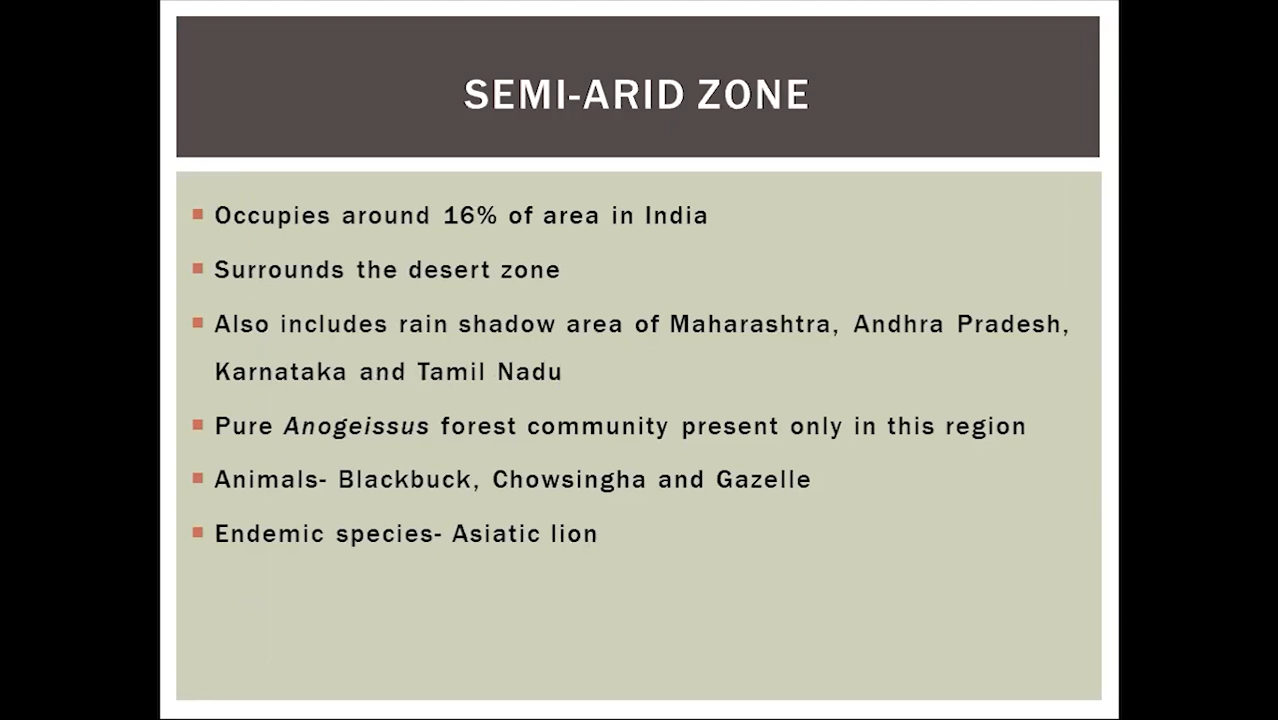 SEMI-ARID ZONE
Occupies around 16% of area in India
Surrounds the desert zone
Also includes rain shadow area of Maharashtra, Andhra Pradesh,
Karnataka and Tamil Nadu
Pure Anogeissus forest community present only in this region
Animals- Blackbuck, Chowsingha and Gazelle
Endemic species- Asiatic lion